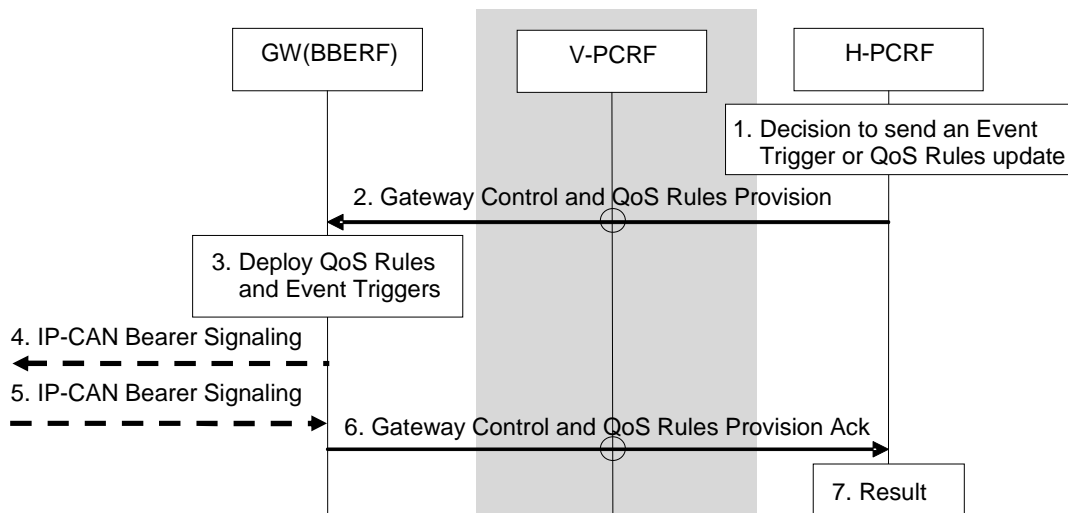 GW(BBERF)
V-PCRF
H-PCRF
1. Decision to send an Event
Trigger or QoS Rules update
2. Gateway Control and QoS Rules Provision
3. Deploy QoS Rules
and Event Triggers
4. IP-CAN Bearer Signaling
5. IP-CAN Bearer Signaling
6. Gateway Control and QoS Rules Provision Ack
7. Result